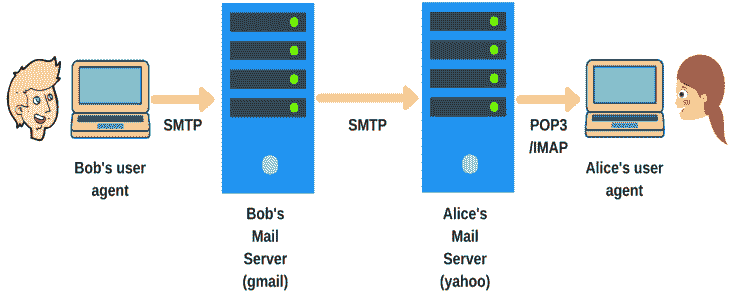 SMTP
SMTP
POP3
/IMAP
Bob's user
agent
Alice's user
agent
Bob's
Mail
Server
(gmail)
Alice's
Mail
Server
(yahoo)